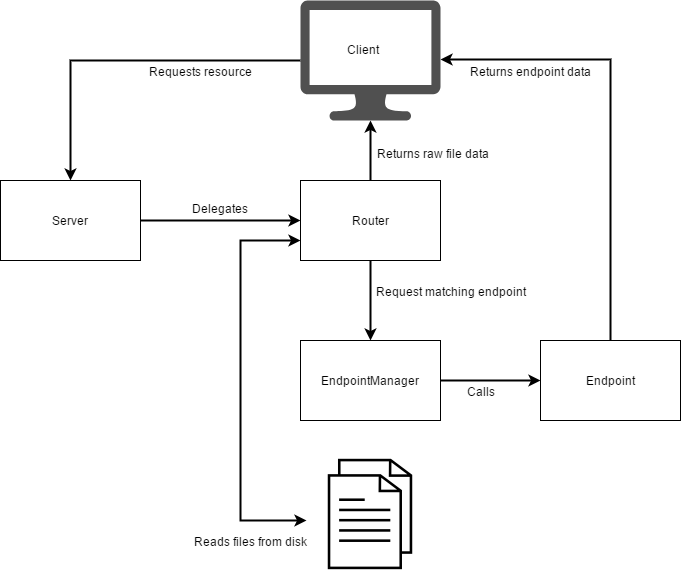 Client
Requests resource
Returns endpoint data
Returns raw file data
Delegates
Server
Router
Request matching endpoint
EndpointManager
Calls
Endpoint
Reads files from disk